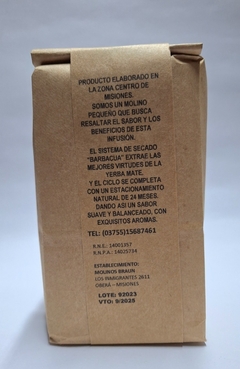 PRODUCTO ELABORADO EN
LA ZONA CENTRO DE
MISIONES.
SOMOS UN MOLINO
PEQUEÑO QUE BUSCA
RESALTAR EL SABOR Y LOS
BENEFICIOS DE ESTA
INFUSIÓN.
EL SISTEMA DE SECADO
"BARBACUA" EXTRAE LAS
MEJORES VIRTUDES DE LA
YERBA MATE.
Y EL CICLO SE COMPLETA
CON UN ESTACIONAMIENTO
NATURAL DE 24 MESES.
DANDO ASI UN SABOR
SUAVE Y BALANCEADO, CON
EXQUISITOS AROMAS.
TEL: (03755)15687461
R.N.E.: 14001357
R.N.P.A.: 14015714
ESTABLECIMIENTO:
MOLINOS BRAUN
LOS INMIGRANTES 2611
OBERÁ - MISIONES
LOTE: 92023
VTO: 9/2025